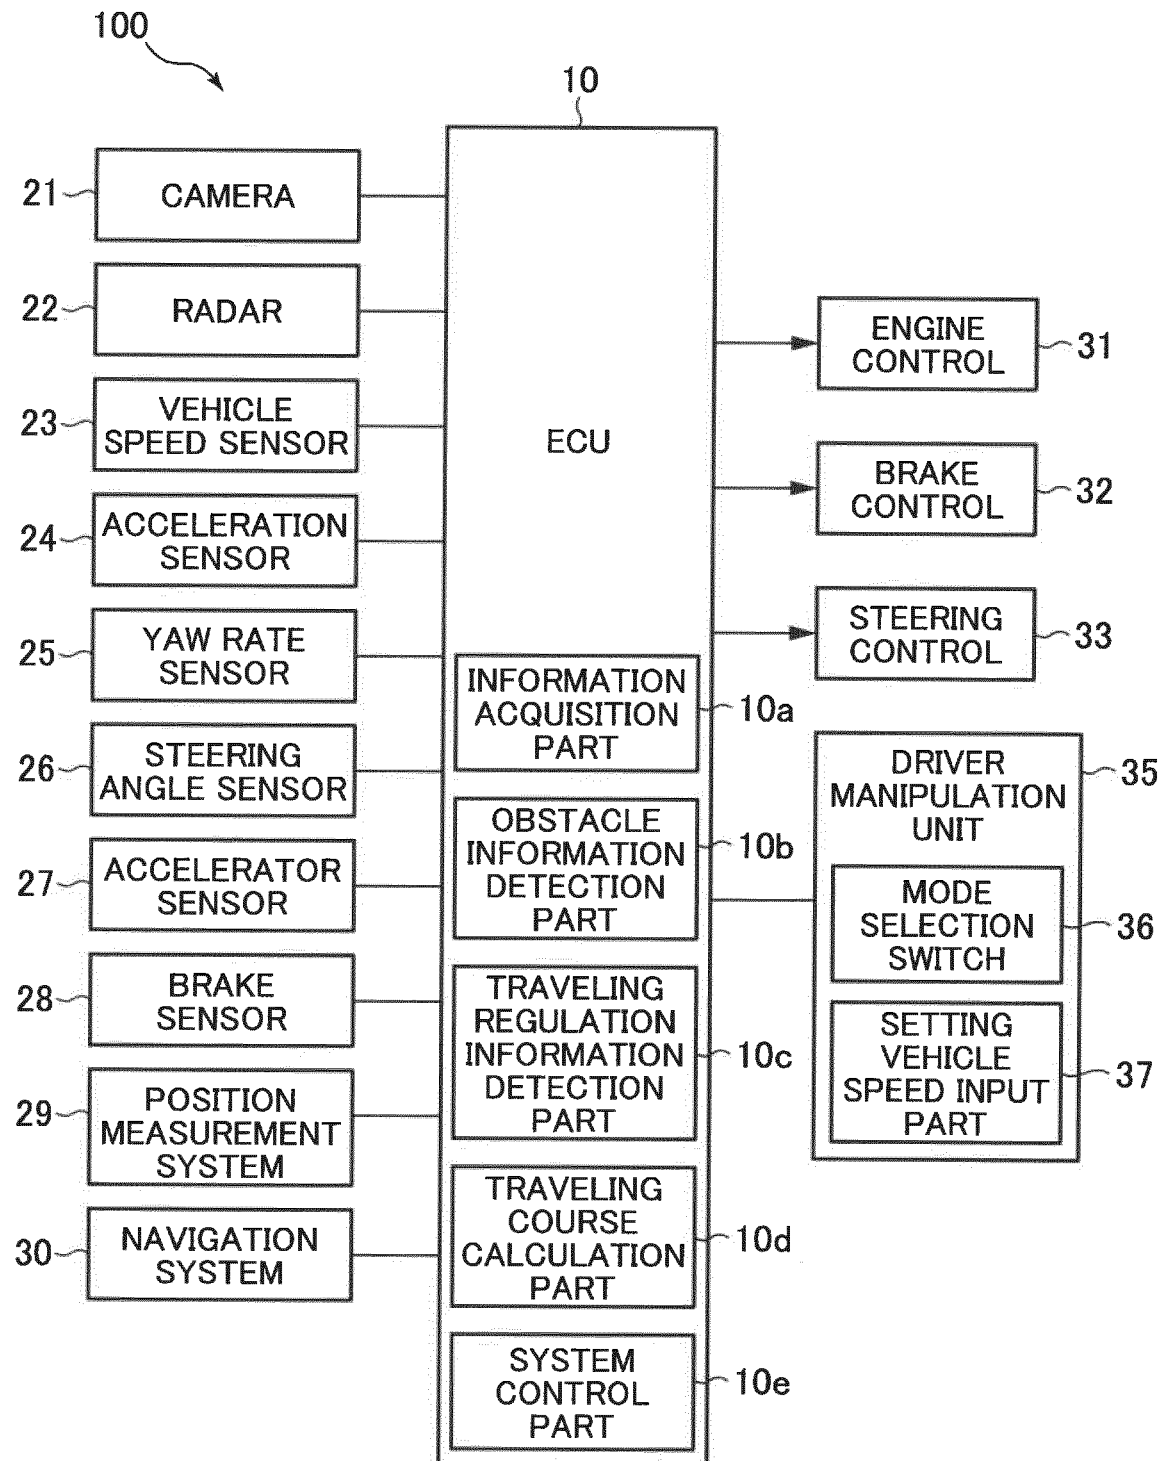 100
10
21
CAMERA
22
RADAR
23
VEHICLE
SPEED SENSOR
24
ACCELERATION
SENSOR
25
YAW RATE
SENSOR
26
STEERING
ANGLE SENSOR
27
ACCELERATOR
SENSOR
28
BRAKE
SENSOR
29
POSITION
MEASUREMENT
SYSTEM
30
NAVIGATION
SYSTEM
ECU
INFORMATION
ACQUISITION
PART
10a
OBSTACLE
INFORMATION
DETECTION
PART
10b
TRAVELING
REGULATION
INFORMATION
DETECTION
PART
10c
TRAVELING
COURSE
CALCULATION
PART
10d
SYSTEM
CONTROL
PART
10e
ENGINE
CONTROL
31
BRAKE
CONTROL
32
STEERING
CONTROL
33
DRIVER
MANIPULATION
UNIT
35
MODE
SELECTION
SWITCH
36
SETTING
VEHICLE
SPEED INPUT
PART
37